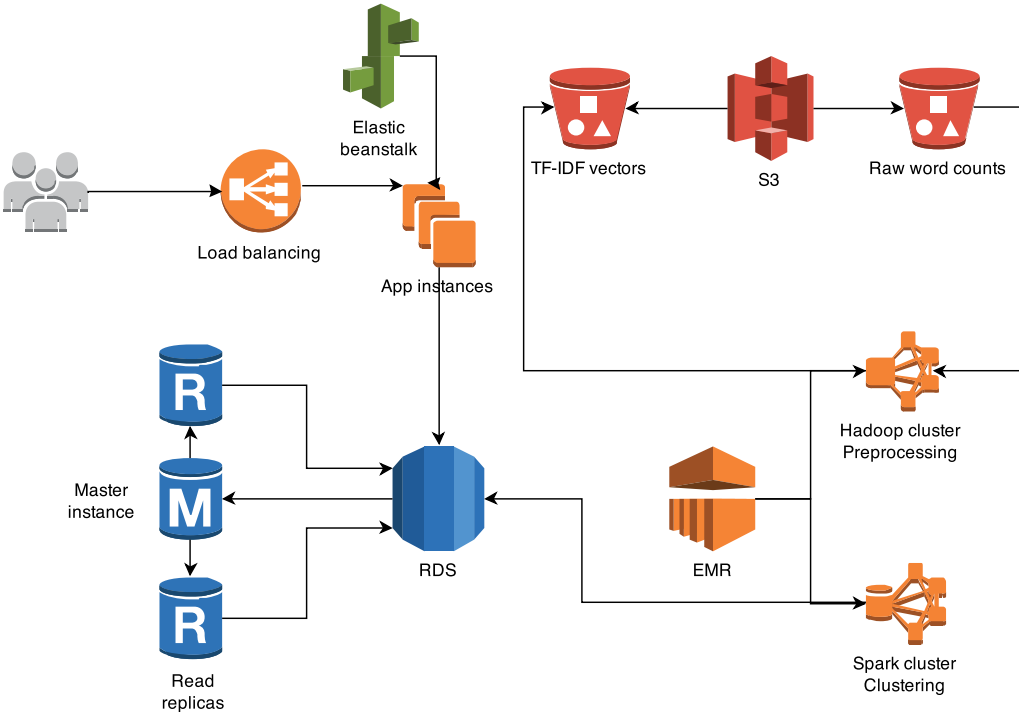 Elastic
beanstalk
TF-IDF vectors
S3
Raw word counts
Load balancing
App instances
R
Hadoop cluster
Preprocessing
Master
instance
M
RDS
EMR
R
Read
replicas
Spark cluster
Clustering